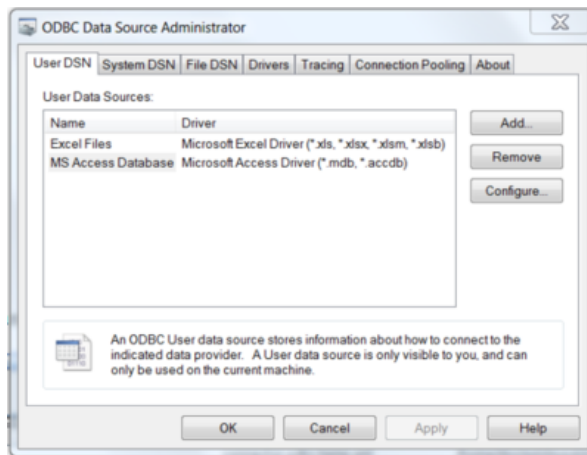 ODBC Data Source Administrator
User DSN System DSN File DSN Drivers Tracing Connection Pooling About
User Data Sources:
Name Driver
Excel Files Microsoft Excel Driver (*.xls, *.xlsx, *.xlsm, *.xlsb)
MS Access Database Microsoft Access Driver (*.mdb, *.accdb)
Add...
Remove
Configure...
An ODBC User data source stores information about how to connect to the
indicated data provider. A User data source is only visible to you, and can
only be used on the current machine.
OK Cancel Apply Help